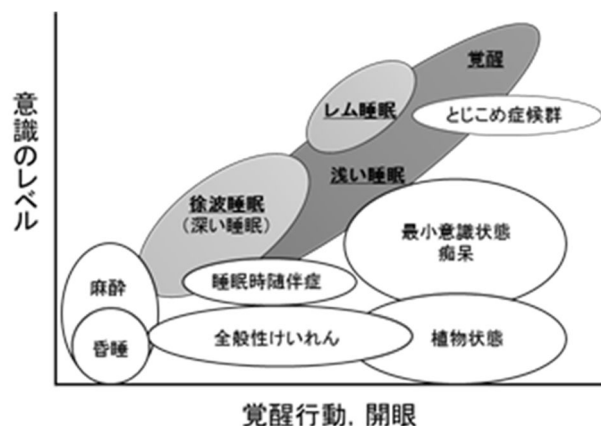 意識のレベル
覚醒
レム睡眠
とじこめ症候群
浅い睡眠
徐波睡眠
(深い睡眠)
最小意識状態
痴呆
睡眠時随伴症
麻酔
昏睡
全般性けいれん
植物状態
覚醒行動, 開眼